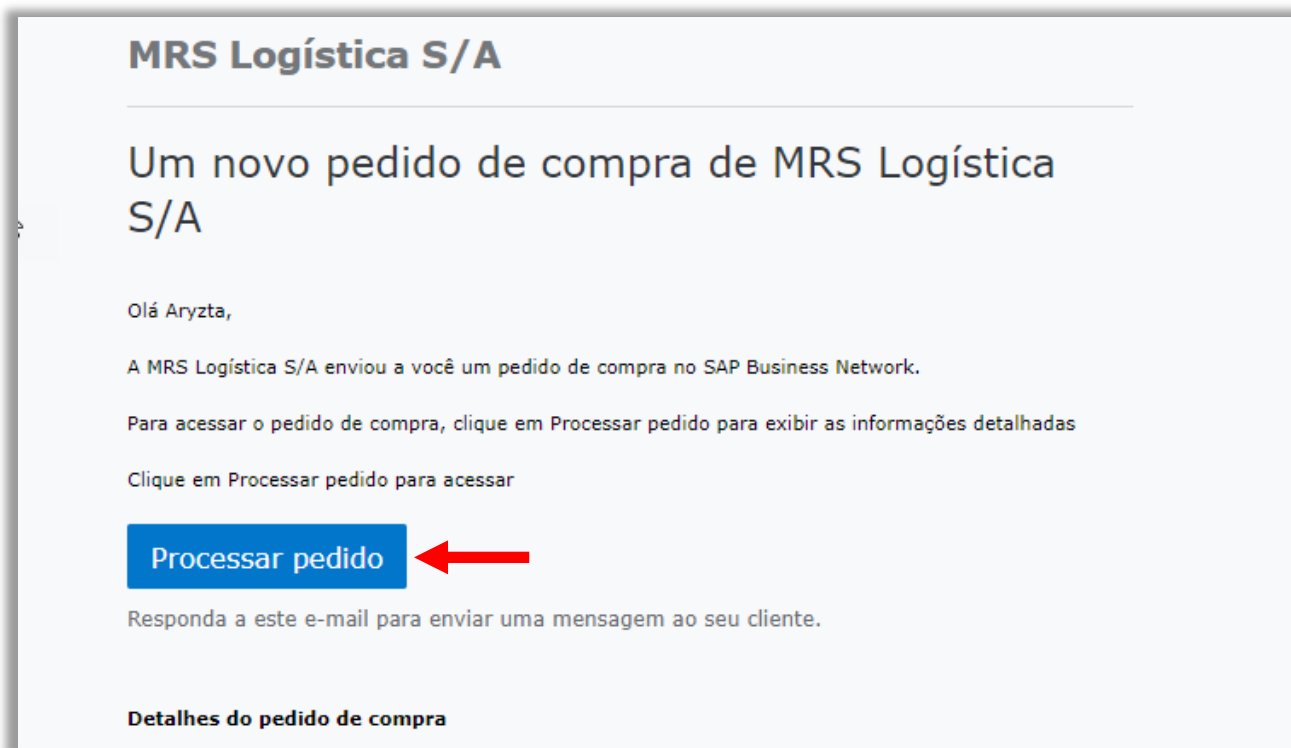 MRS Logística S/A
Um novo pedido de compra de MRS Logística
S/A
Olá Aryzta,
A MRS Logística S/A enviou a você um pedido de compra no SAP Business Network.
Para acessar o pedido de compra, clique em Processar pedido para exibir as informações detalhadas
Clique em Processar pedido para acessar
Processar pedido
Responda a este e-mail para enviar uma mensagem ao seu cliente.
Detalhes do pedido de compra